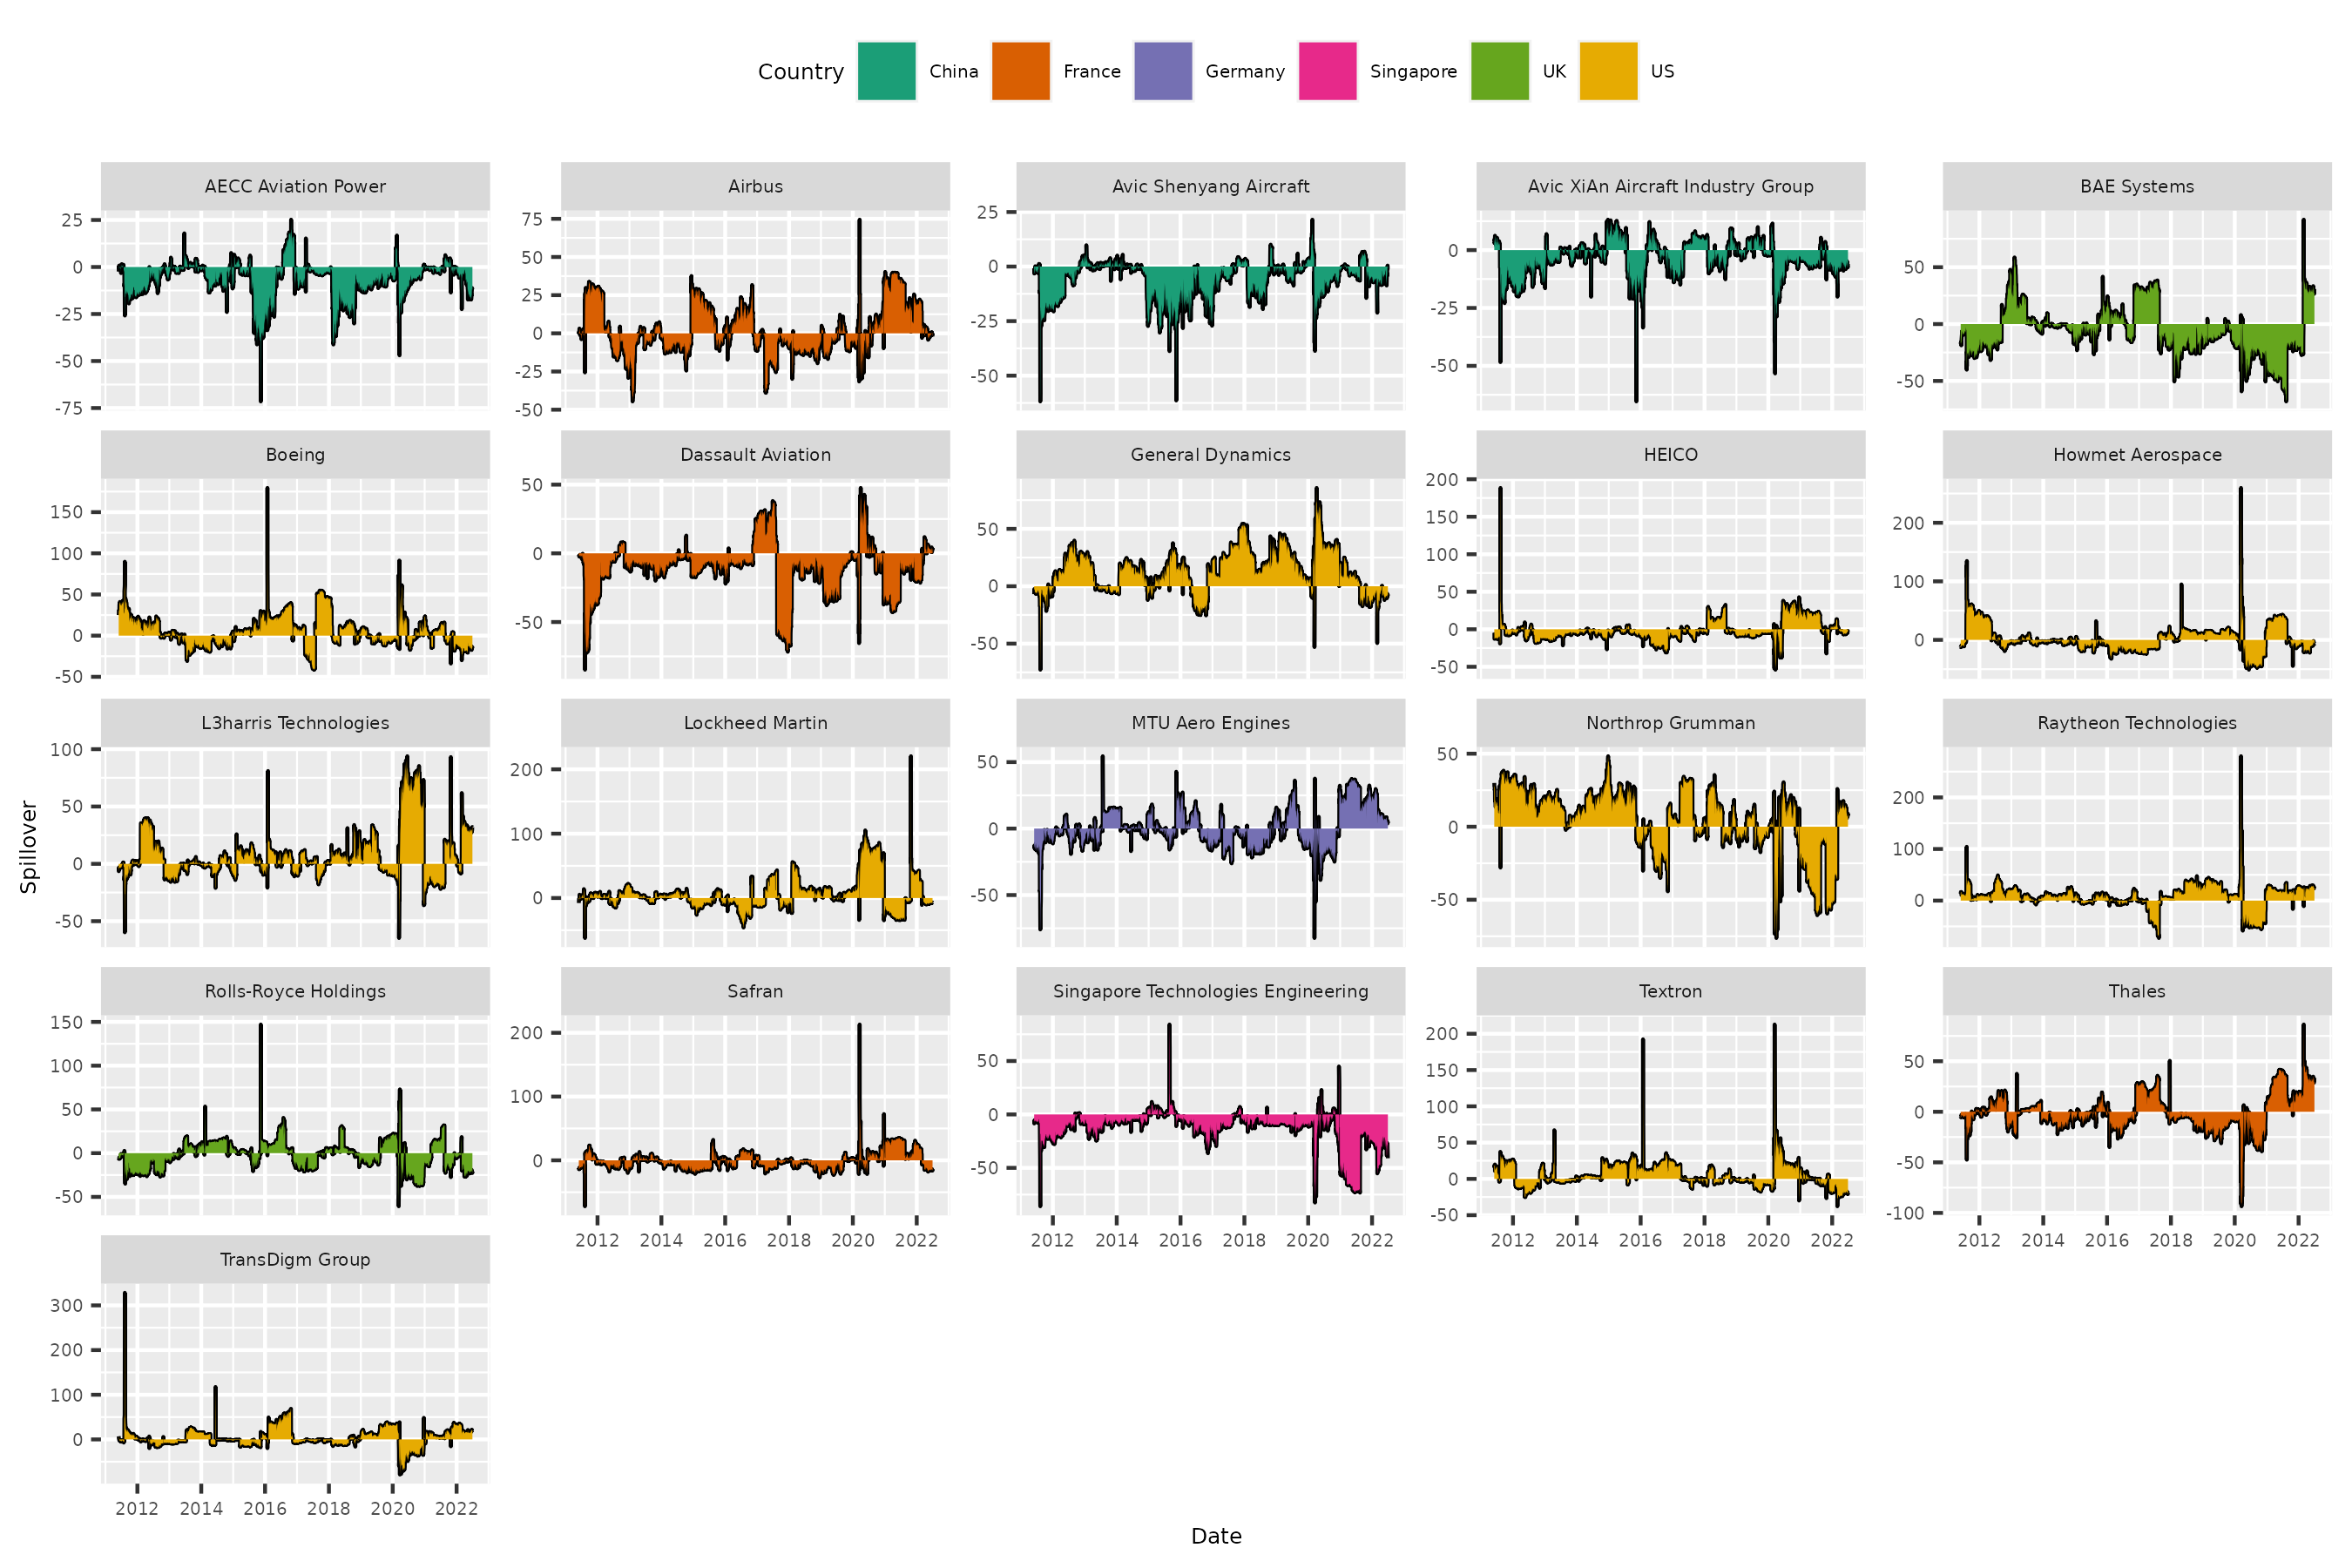 Country China France Germany Singapore UK US
AECC Aviation Power Airbus Avic Shenyang Aircraft Avic XiAn Aircraft Industry Group BAE Systems
25 0 -25 -50 -75
75 50 25 0 -25 -50
25 0 -25 -50
0 -25 -50
50 0 -50
Boeing Dassault Aviation General Dynamics HEICO Howmet Aerospace
150 100 50 0 -50
50 0 -50
50 0 -50
200 150 100 50 0 -50
200 100 0
L3harris Technologies Lockheed Martin MTU Aero Engines Northrop Grumman Raytheon Technologies
100 50 0 -50
200 100 0
50 0 -50
50 0 -50
200 100 0
Spillover
Rolls-Royce Holdings Safran Singapore Technologies Engineering Textron Thales
150 100 50 0 -50
200 100 0
50 0 -50
200 150 100 50 0 -50
50 0 -50 -100
2012 2014 2016 2018 2020 2022
2012 2014 2016 2018 2020 2022
2012 2014 2016 2018 2020 2022
2012 2014 2016 2018 2020 2022
TransDigm Group
300 200 100 0
2012 2014 2016 2018 2020 2022
Date